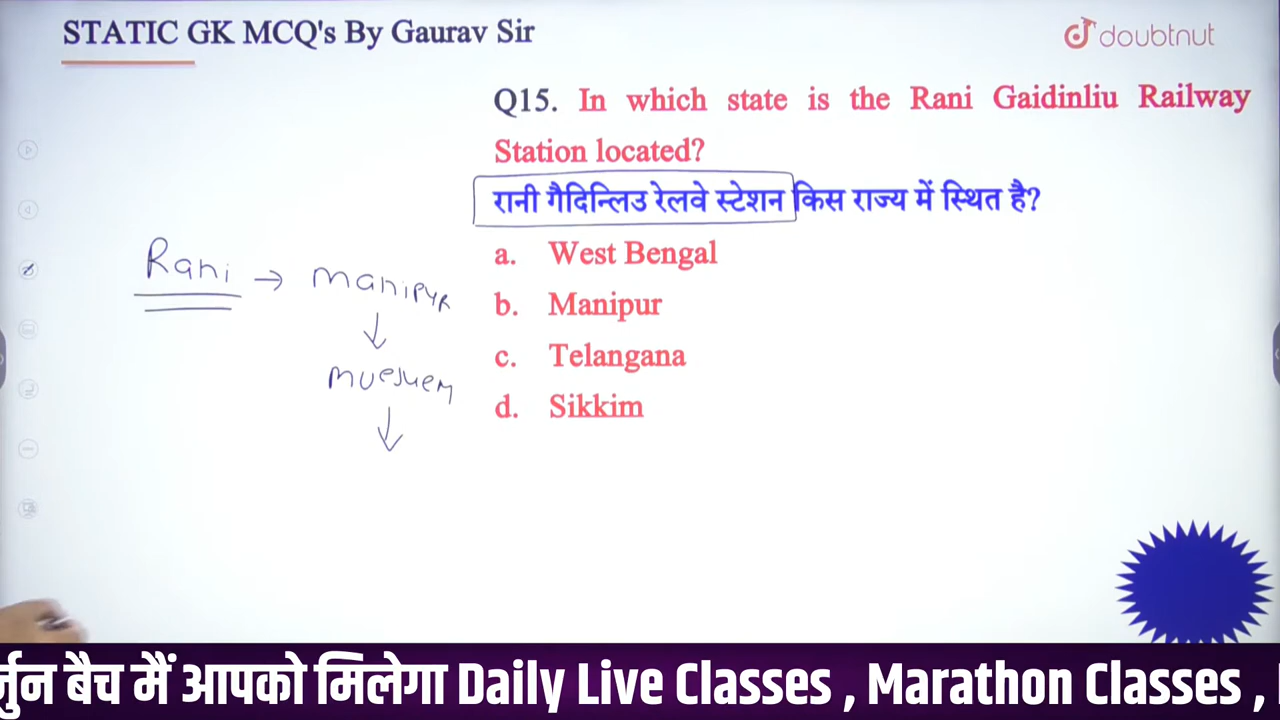 STATIC GK MCQ's By Gaurav Sir
doubtnut
Q15. In which state is the Rani Gaidinliu Railway
Station located?
रानी गैदिन्लिउ रेलवे स्टेशन किस राज्य में स्थित है?
a. West Bengal
b. Manipur
c. Telangana
d. Sikkim
Rani → Manipur
र्जुन बैच मैं आपको मिलेगा Daily Live Classes , Marathon Classes ,